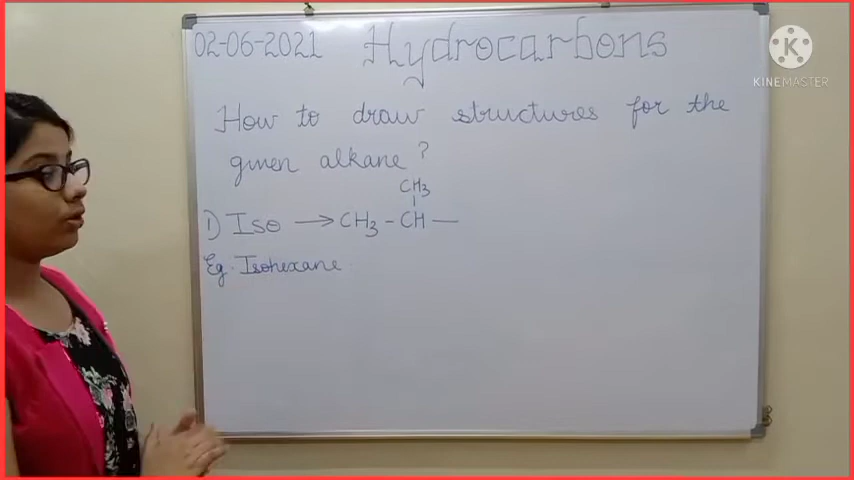 02-06-2021 Hydrocarbons
K
KINEMASTER
How to draw structures for the
given alkane?
CH3
1) Iso → CH3 - CH —
Eg. Isohexane